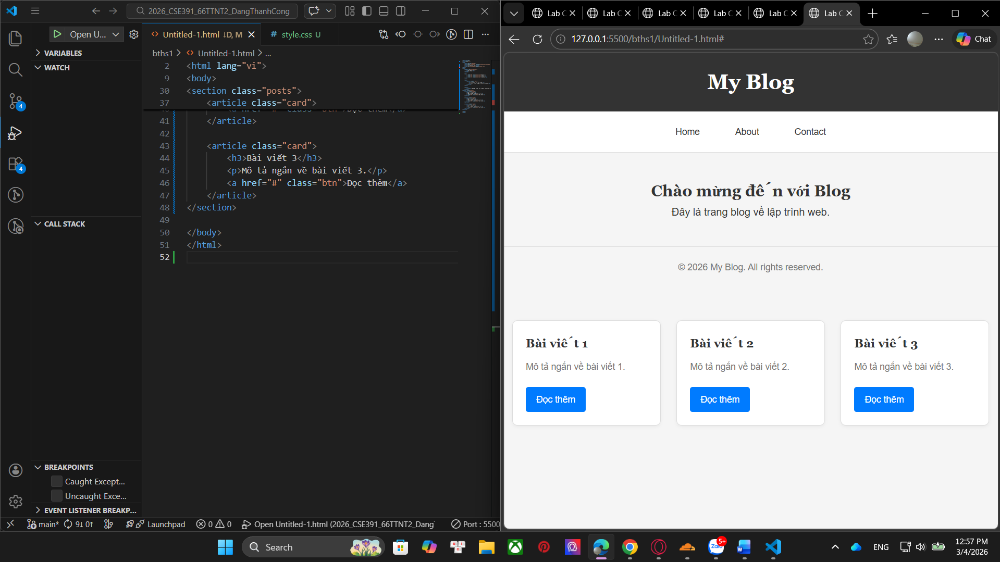 2026_CSE391_66TTNT2_DangThanhCong
Open U...
VARIABLES
WATCH
CALL STACK
BREAKPOINTS
Caught Except...
Uncaught Exce...
EVENT LISTENER BREAKP...
4
4
Untitled-1.html ↓D, M
# style.css U
bths1 > <> Untitled-1.html > ...
2 <html lang="vi">
9 <body>
30 <section class="posts">
37 <article class="card">
41 </article>
42
43 <article class="card">
44 <h3>Bài viết 3</h3>
45 <p>Mô tả ngắn về bài viết 3.</p>
46 <a href="#" class="btn">Đọc thêm</a>
47 </article>
48 </section>
49
50 </body>
51 </html>
52
main* 9↓ 0↑ Launchpad 0 0 Open Untitled-1.html (2026_CSE391_66TTNT2_Dang Port : 5500
Lab Lab Lab Lab Lab Lab
127.0.0.1:5500/bths1/Untitled-1.html#
Chat
My Blog
Home About Contact
Chào mừng đến với Blog
Đây là trang blog về lập trình web.
© 2026 My Blog. All rights reserved.
Bài viết 1
Mô tả ngắn về bài viết 1.
Đọc thêm
Bài viết 2
Mô tả ngắn về bài viết 2.
Đọc thêm
Bài viết 3
Mô tả ngắn về bài viết 3.
Đọc thêm
Search
Zalo
5+
ENG
12:57 PM
3/4/2026